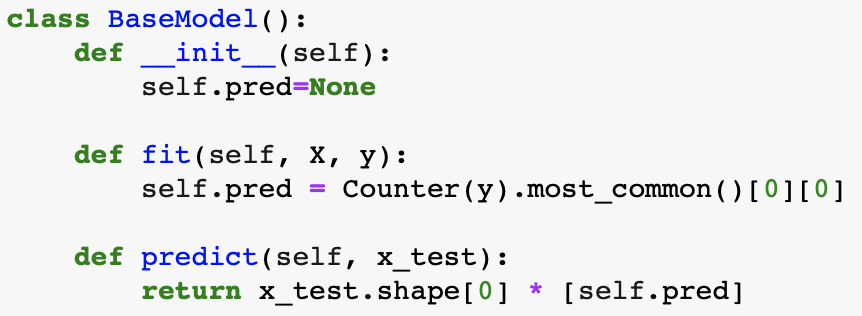 class BaseModel():
    def __init__(self):
        self.pred=None

    def fit(self, X, y):
        self.pred = Counter(y).most_common()[0][0]

    def predict(self, x_test):
        return x_test.shape[0] * [self.pred]